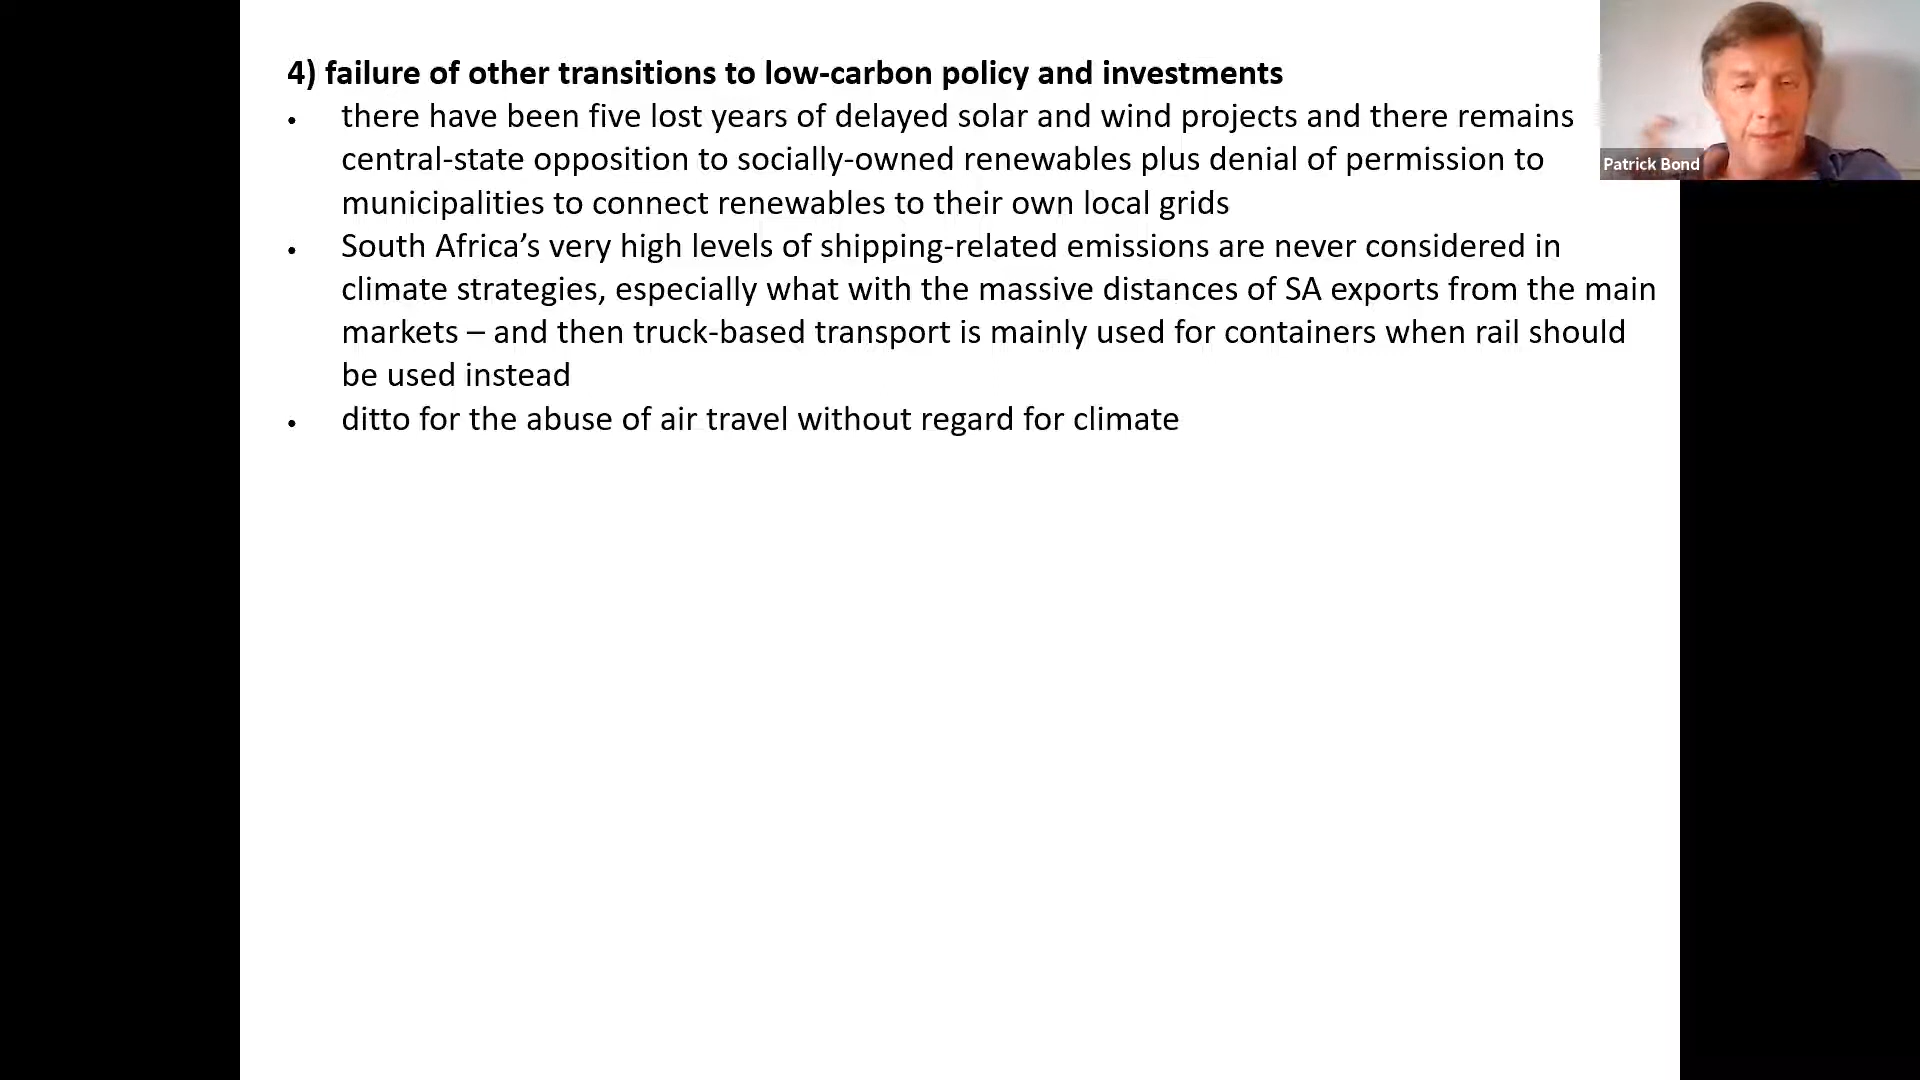 4) failure of other transitions to low-carbon policy and investments
• there have been five lost years of delayed solar and wind projects and there remains
central-state opposition to socially-owned renewables plus denial of permission to
municipalities to connect renewables to their own local grids
• South Africa’s very high levels of shipping-related emissions are never considered in
climate strategies, especially what with the massive distances of SA exports from the main
markets – and then truck-based transport is mainly used for containers when rail should
be used instead
• ditto for the abuse of air travel without regard for climate
Patrick Bond